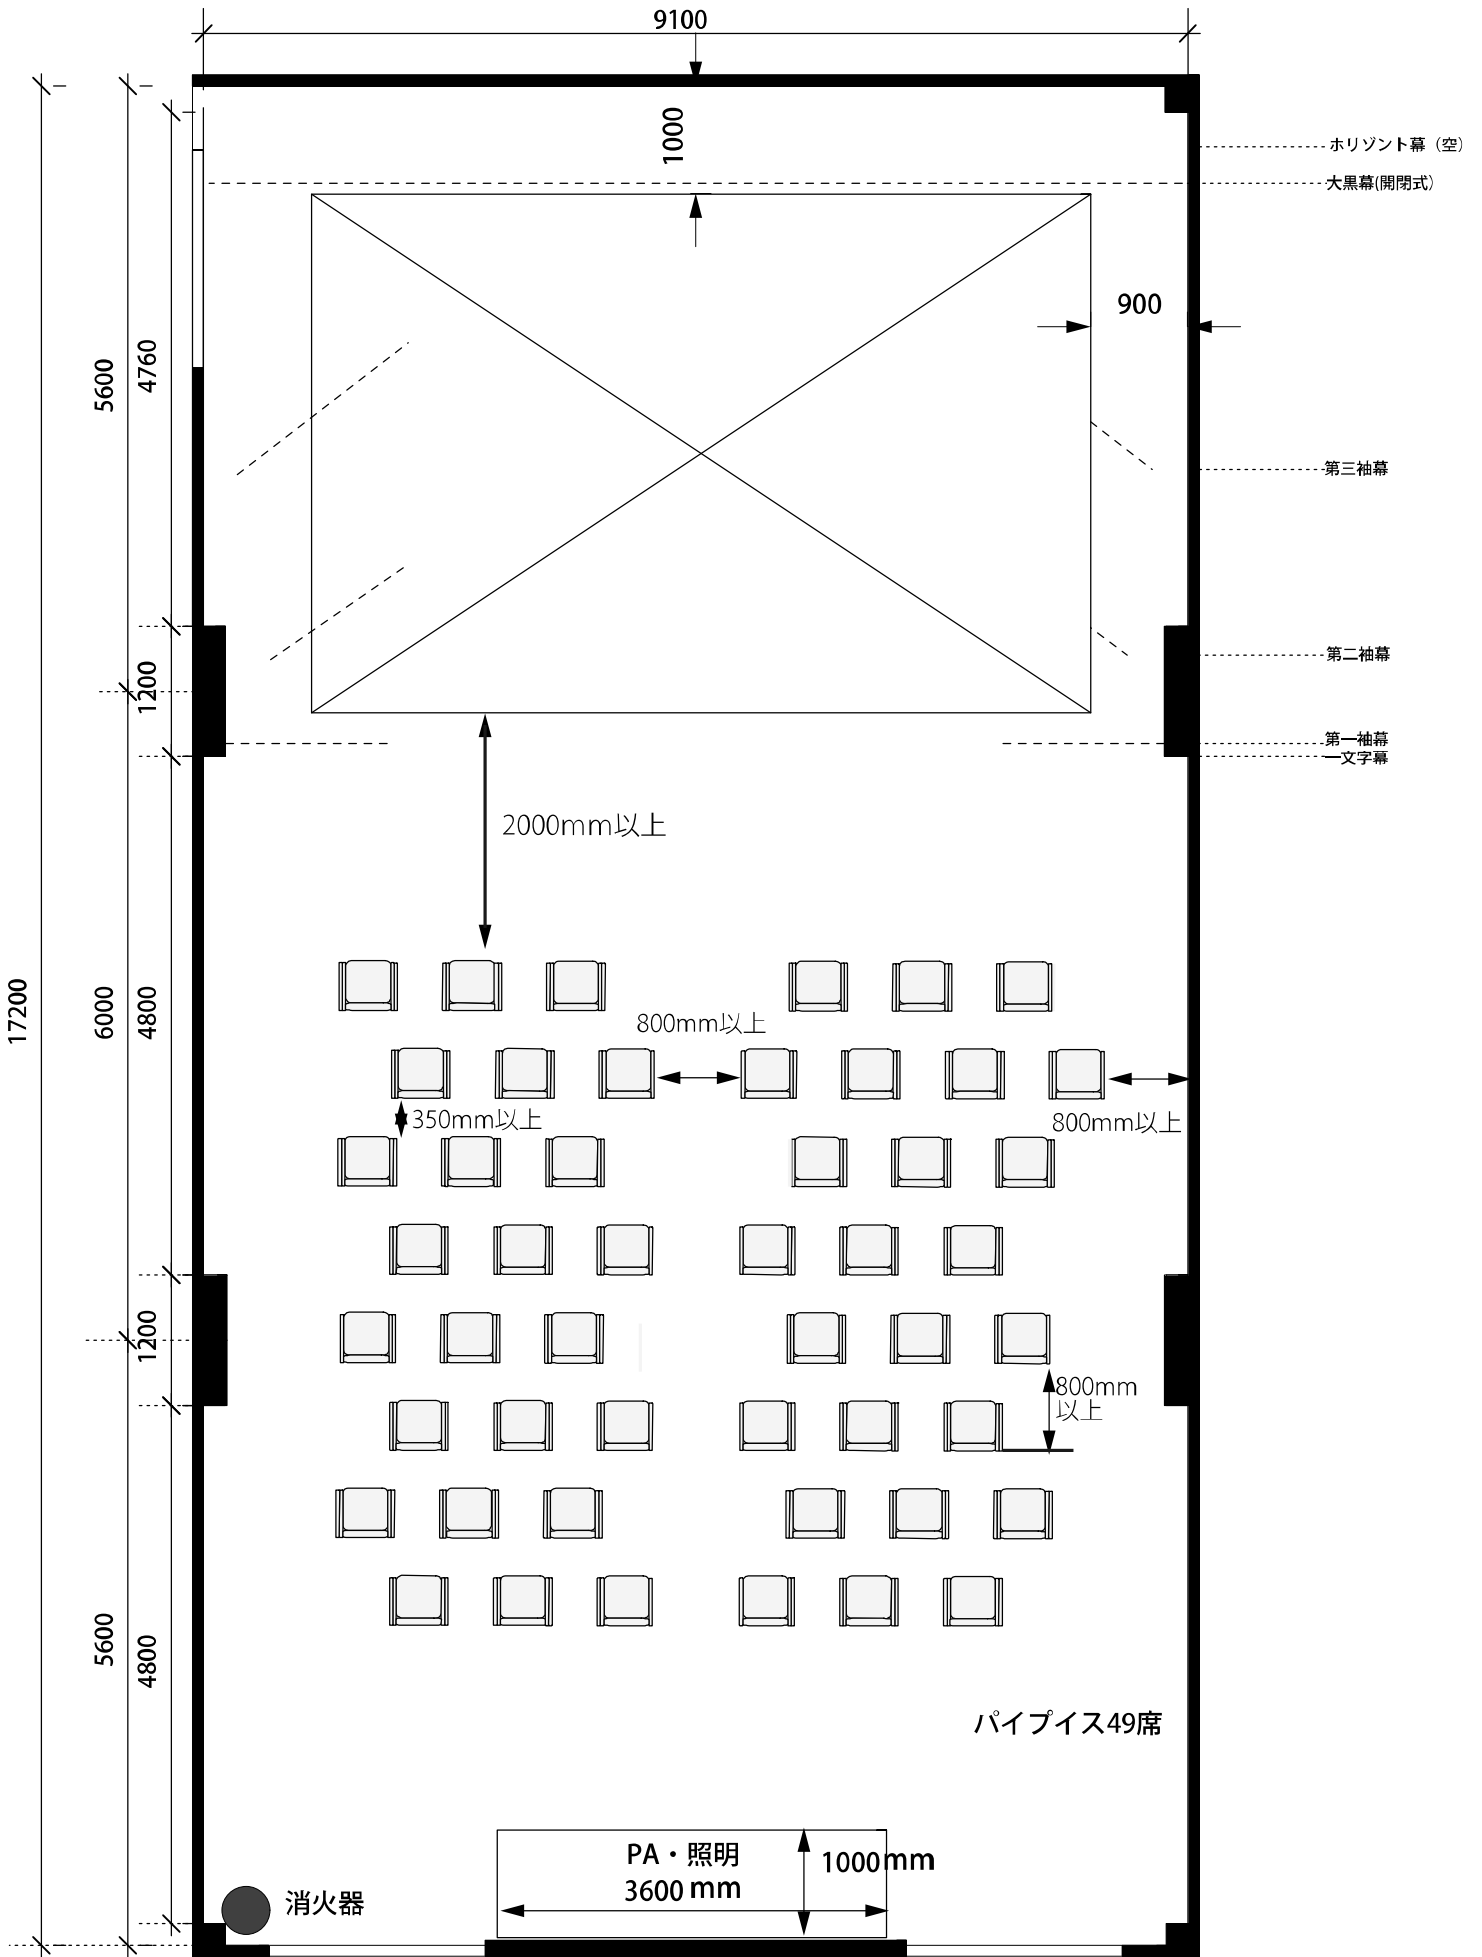 9100
1000
ホリゾント幕（空）
大黒幕(開閉式）
900
5600
4760
第三袖幕
1200
第二袖幕
第一袖幕
一文字幕
2000mm以上
17200
6000
4800
800mm以上
350mm以上
800mm以上
1200
800mm
以上
5600
4800
パイプイス49席
PA・照明
3600 mm
1000mm
消火器